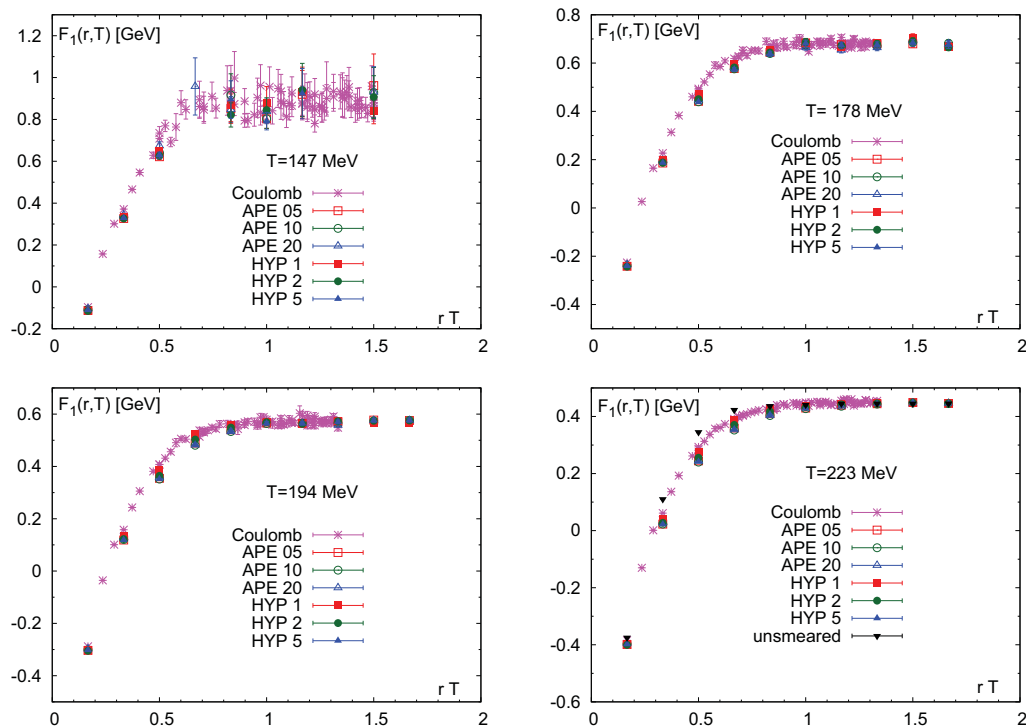 F1(r,T) [GeV]
1.2
1
0.8
0.6
0.4
0.2
0
-0.2
T=147 MeV
Coulomb
APE 05
APE 10
APE 20
HYP 1
HYP 2
HYP 5
r T
0
0.5
1
1.5
2
F1(r,T) [GeV]
0.8
0.6
0.4
0.2
0
-0.2
-0.4
T= 178 MeV
Coulomb
APE 05
APE 10
APE 20
HYP 1
HYP 2
HYP 5
r T
0
0.5
1
1.5
2
F1(r,T) [GeV]
0.6
0.4
0.2
0
-0.2
-0.4
T=194 MeV
Coulomb
APE 05
APE 10
APE 20
HYP 1
HYP 2
HYP 5
r T
0
0.5
1
1.5
2
F1(r,T) [GeV]
0.4
0.2
0
-0.2
-0.4
-0.6
T=223 MeV
Coulomb
APE 05
APE 10
APE 20
HYP 1
HYP 2
HYP 5
unsmeared
r T
0
0.5
1
1.5
2